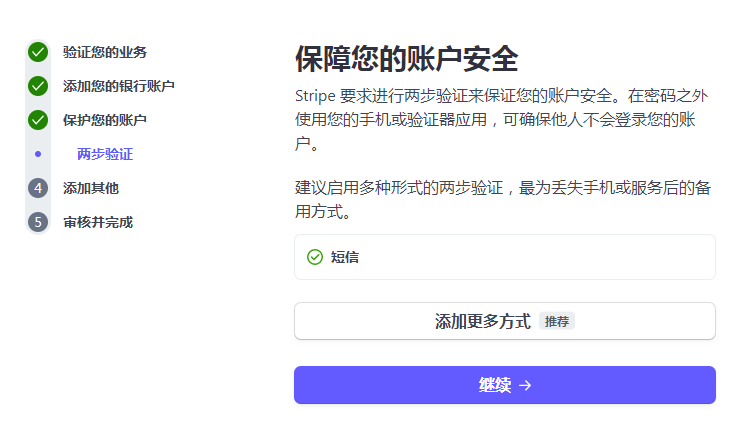 验证您的业务
添加您的银行账户
保护您的账户
两步验证
4 添加其他
5 审核并完成
保障您的账户安全
Stripe 要求进行两步验证来保证您的账户安全。在密码之外
使用您的手机或验证器应用，可确保他人不会登录您的账
户。
建议启用多种形式的两步验证，最为丢失手机或服务后的备
用方式。
短信
添加更多方式 推荐
继续 →